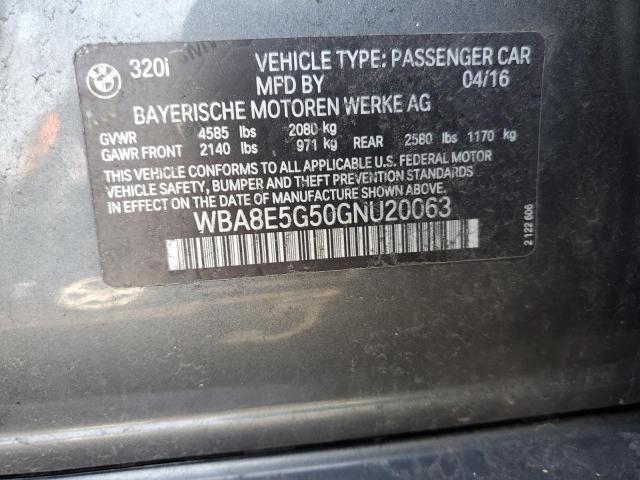 BMW 320i VEHICLE TYPE: PASSENGER CAR
MFD BY 04/16
BAYERISCHE MOTOREN WERKE AG
GVWR 4585 lbs 2080 kg
GAWR FRONT 2140 lbs 971 kg REAR 2580 lbs 1170 kg
THIS VEHICLE CONFORMS TO ALL APPLICABLE U.S. FEDERAL MOTOR
VEHICLE SAFETY, BUMPER AND THEFT PREVENTION STANDARDS
IN EFFECT ON THE DATE OF MANUFACTURE SHOWN ABOVE.
WBA8E5G50GNU20063
2 122 606